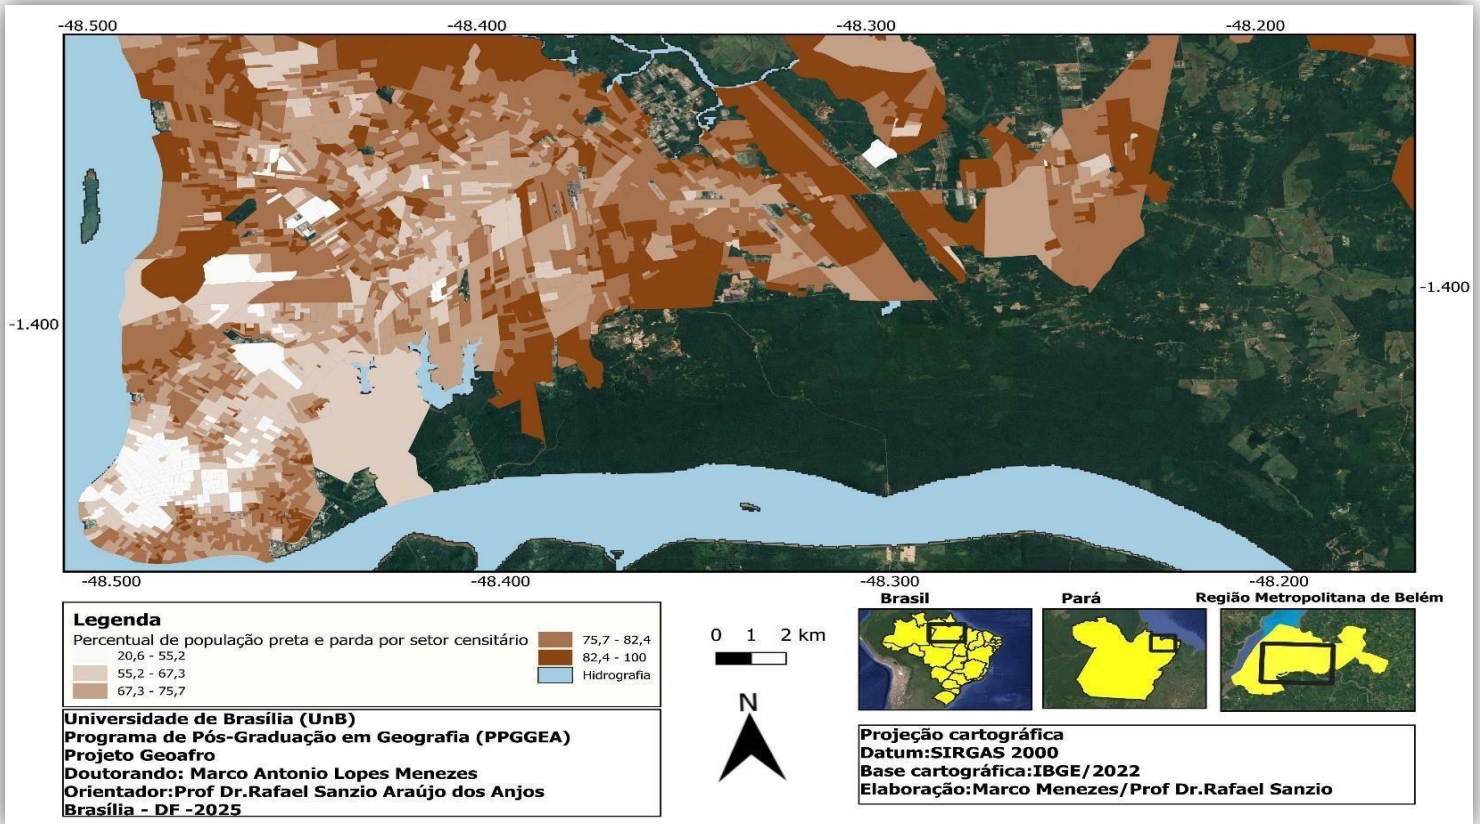 -48.500
-48.400
-48.300
-48.200
-1.400
-1.400
-48.500
-48.400
-48.300
-48.200
Legenda
Percentual de população preta e parda por setor censitário
20,6 - 55,2
55,2 - 67,3
67,3 - 75,7
75,7 - 82,4
82,4 - 100
Hidrografia
Universidade de Brasília (UnB)
Programa de Pós-Graduação em Geografia (PPGGEA)
Projeto Geoafro
Doutorando: Marco Antonio Lopes Menezes
Orientador:Prof Dr.Rafael Sanzio Araújo dos Anjos
Brasília - DF -2025
0 1 2 km
N
Brasil
Pará
Região Metropolitana de Belém
Projeção cartográfica
Datum:SIRGAS 2000
Base cartográfica:IBGE/2022
Elaboração:Marco Menezes/Prof Dr.Rafael Sanzio